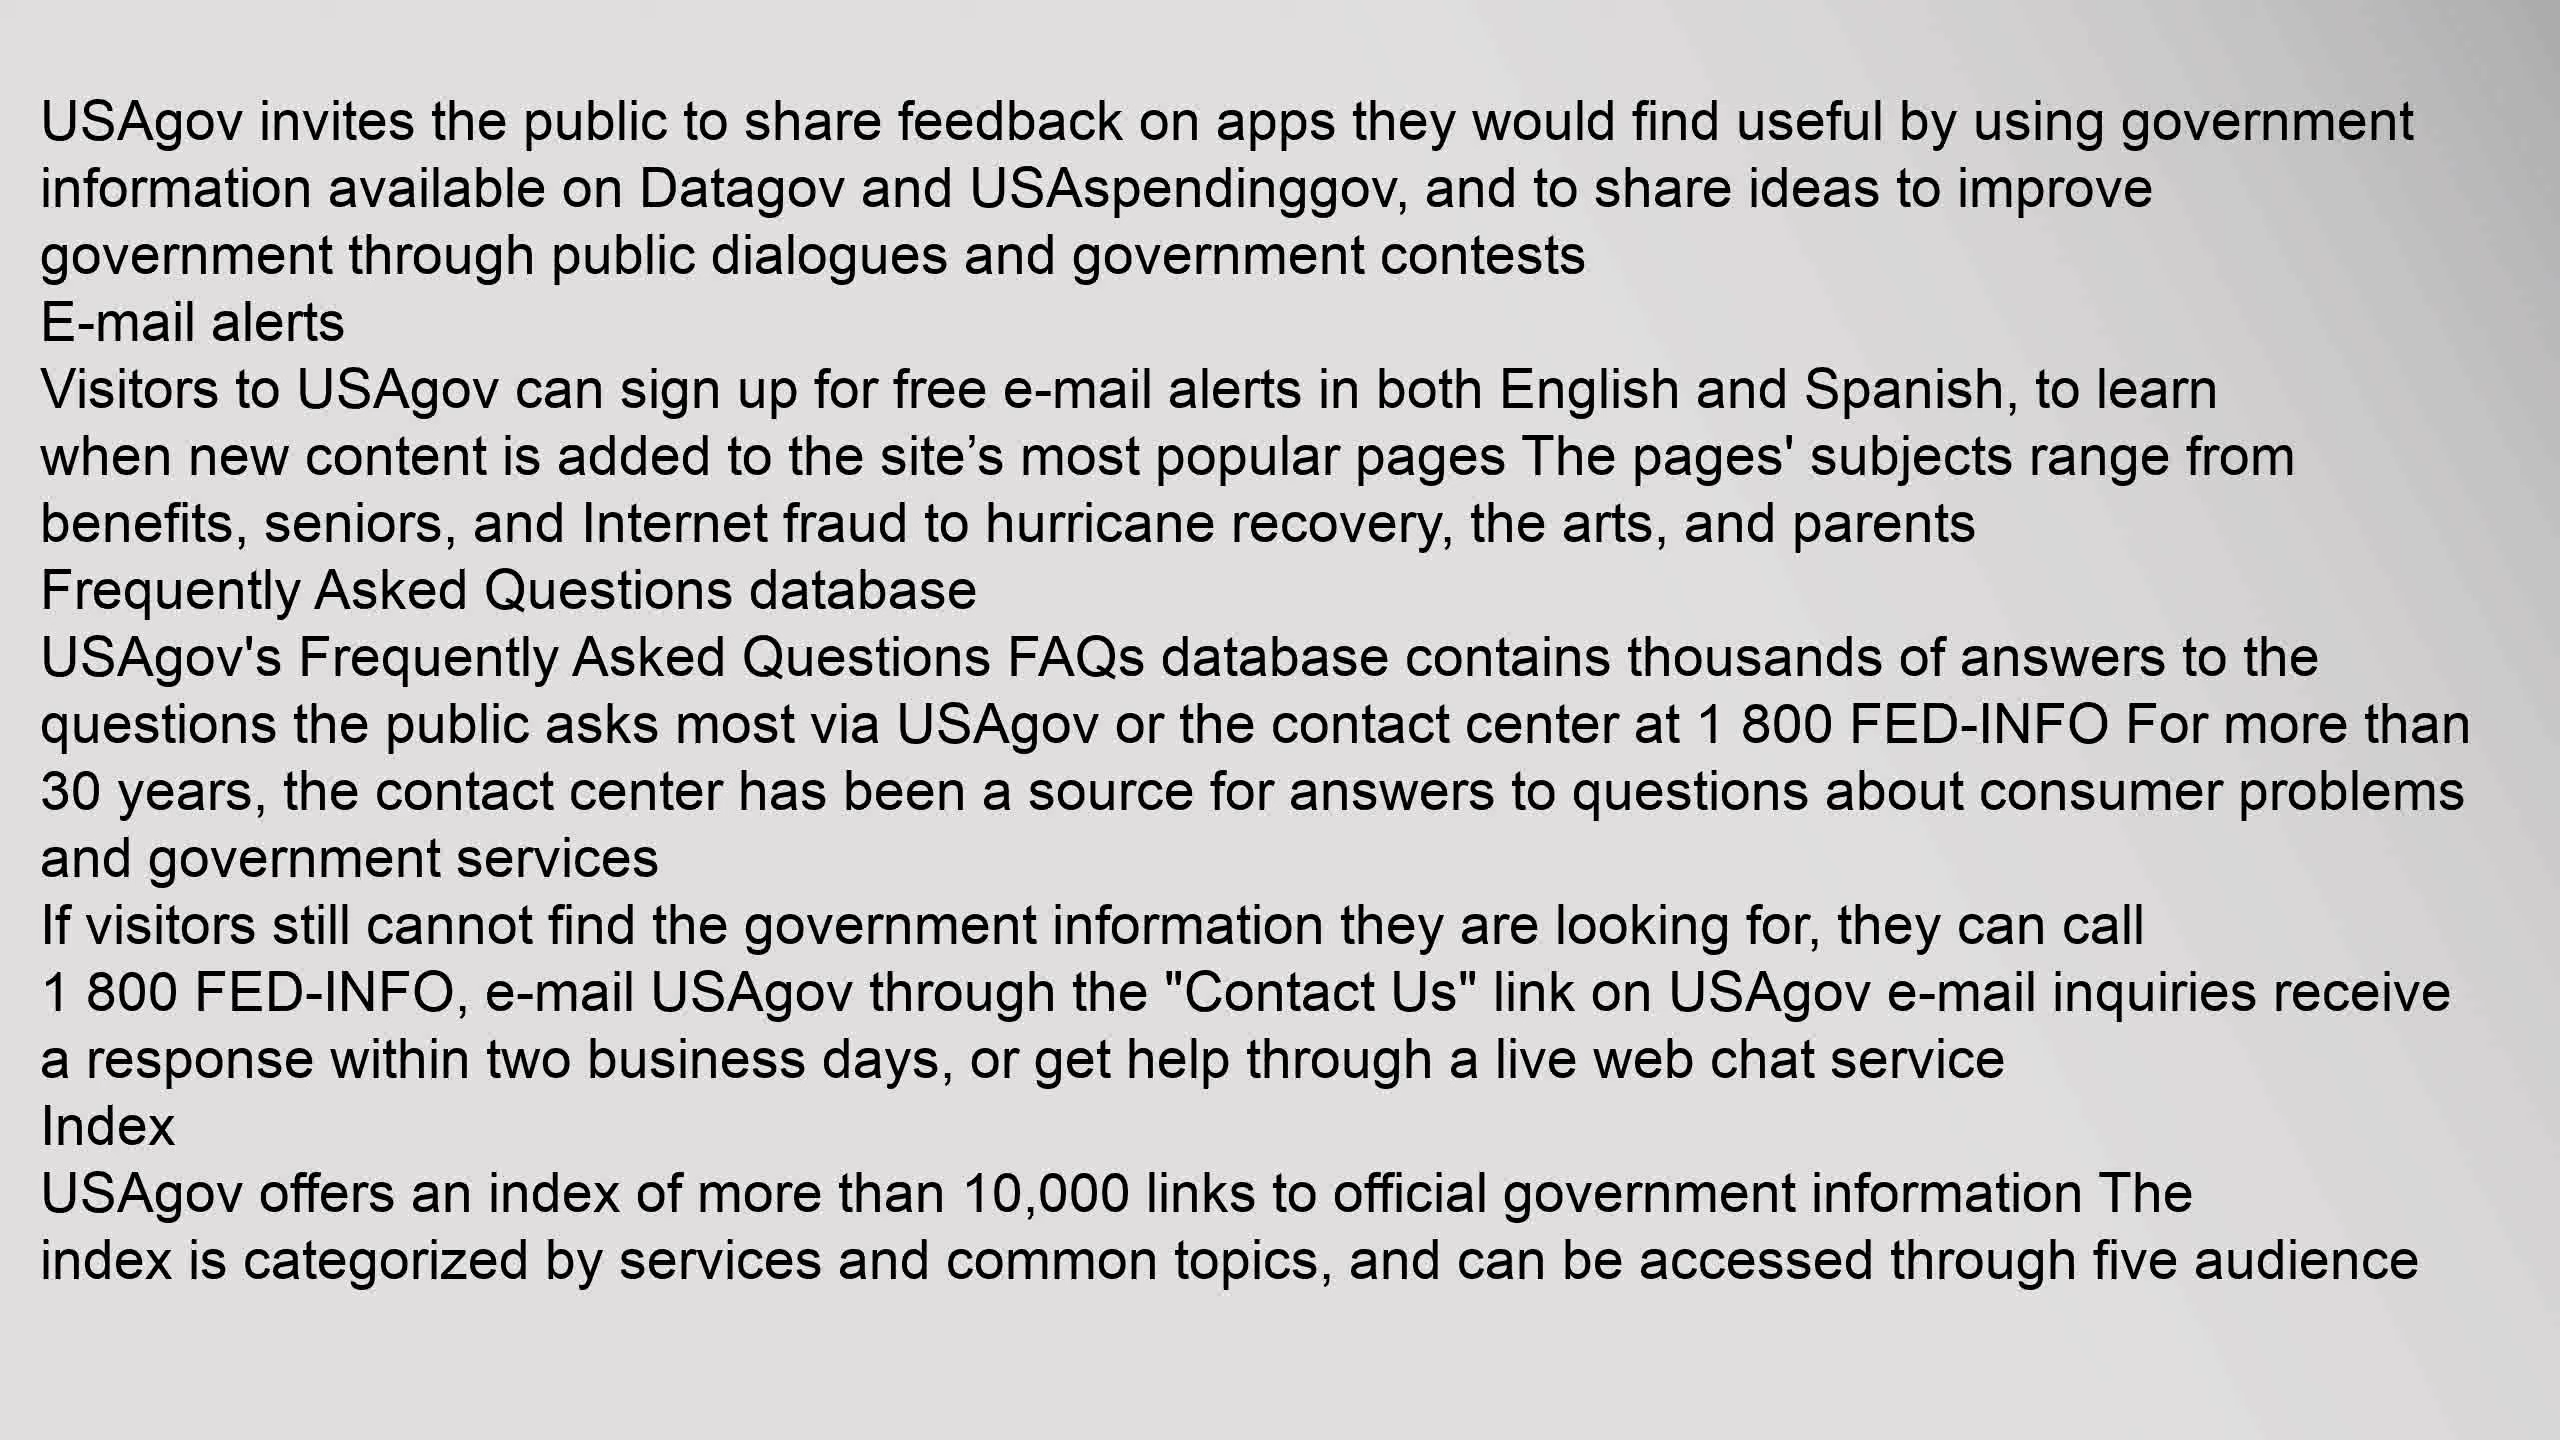 USAgov invites the public to share feedback on apps they would find useful by using government
information available on Datagov and USAspendinggov, and to share ideas to improve
government through public dialogues and government contests
E-mail alerts
Visitors to USAgov can sign up for free e-mail alerts in both English and Spanish, to learn
when new content is added to the site’s most popular pages The pages' subjects range from
benefits, seniors, and Internet fraud to hurricane recovery, the arts, and parents
Frequently Asked Questions database
USAgov's Frequently Asked Questions FAQs database contains thousands of answers to the
questions the public asks most via USAgov or the contact center at 1 800 FED-INFO For more than
30 years, the contact center has been a source for answers to questions about consumer problems
and government services
If visitors still cannot find the government information they are looking for, they can call
1 800 FED-INFO, e-mail USAgov through the "Contact Us" link on USAgov e-mail inquiries receive
a response within two business days, or get help through a live web chat service
Index
USAgov offers an index of more than 10,000 links to official government information The
index is categorized by services and common topics, and can be accessed through five audience